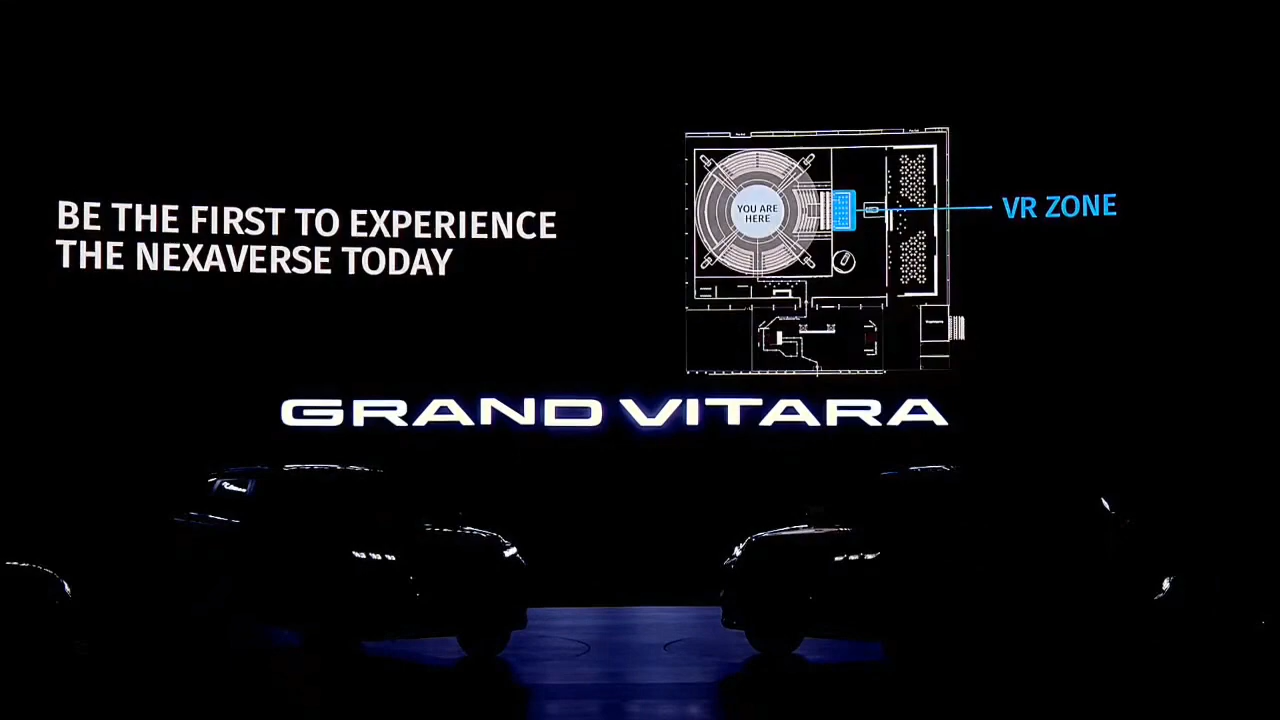 BE THE FIRST TO EXPERIENCE
THE NEXAVERSE TODAY
YOU ARE
HERE
VR ZONE
GRAND VITARA